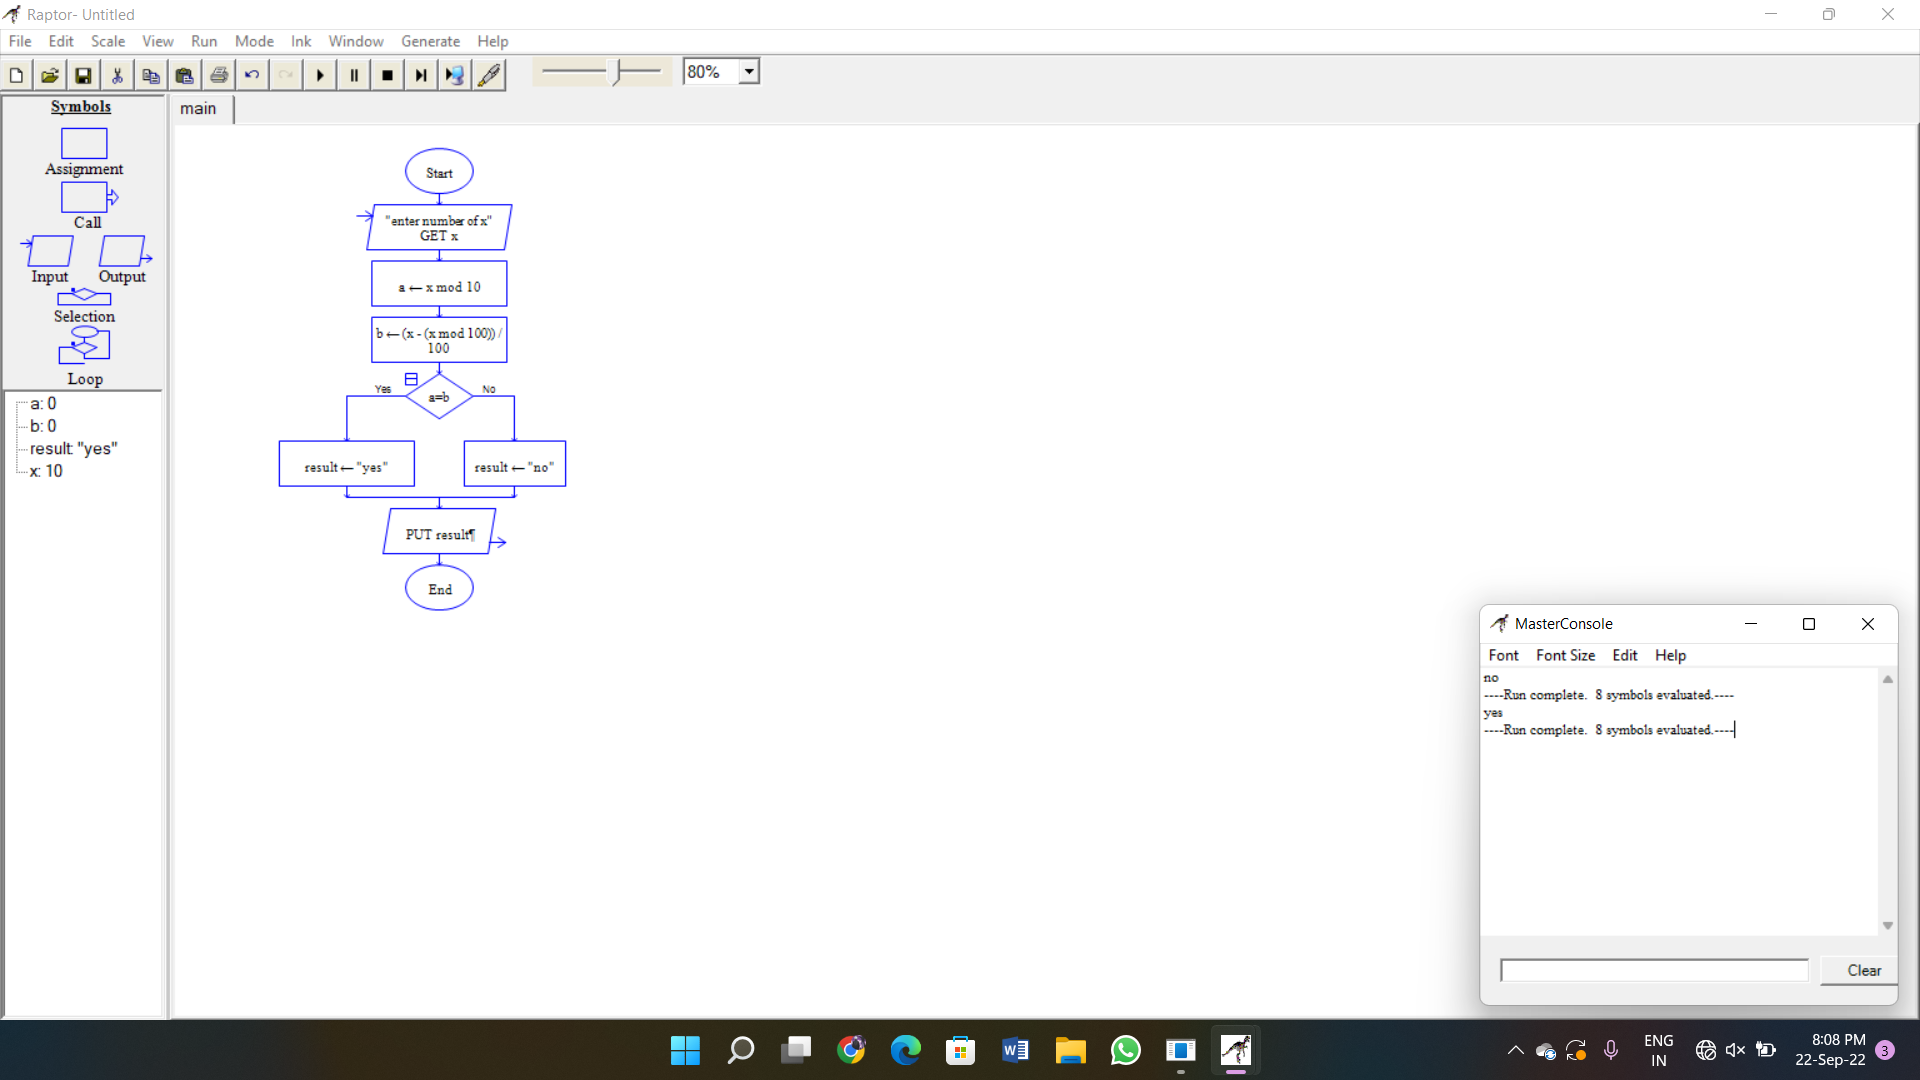 Raptor- Untitled
File Edit Scale View Run Mode Ink Window Generate Help
80%
Symbols
Assignment
Call
Input Output
Selection
Loop
a: 0
b: 0
result: "yes"
x: 10
main
Start
"enter number of x"
GET x
a ← x mod 10
b ← (x - (x mod 100)) /
100
Yes No
a=b
result ← "yes" result ← "no"
PUT result¶
End
MasterConsole
Font Font Size Edit Help
no
----Run complete. 8 symbols evaluated.----
yes
----Run complete. 8 symbols evaluated.----
Clear
ENG
IN
8:08 PM
22-Sep-22
3